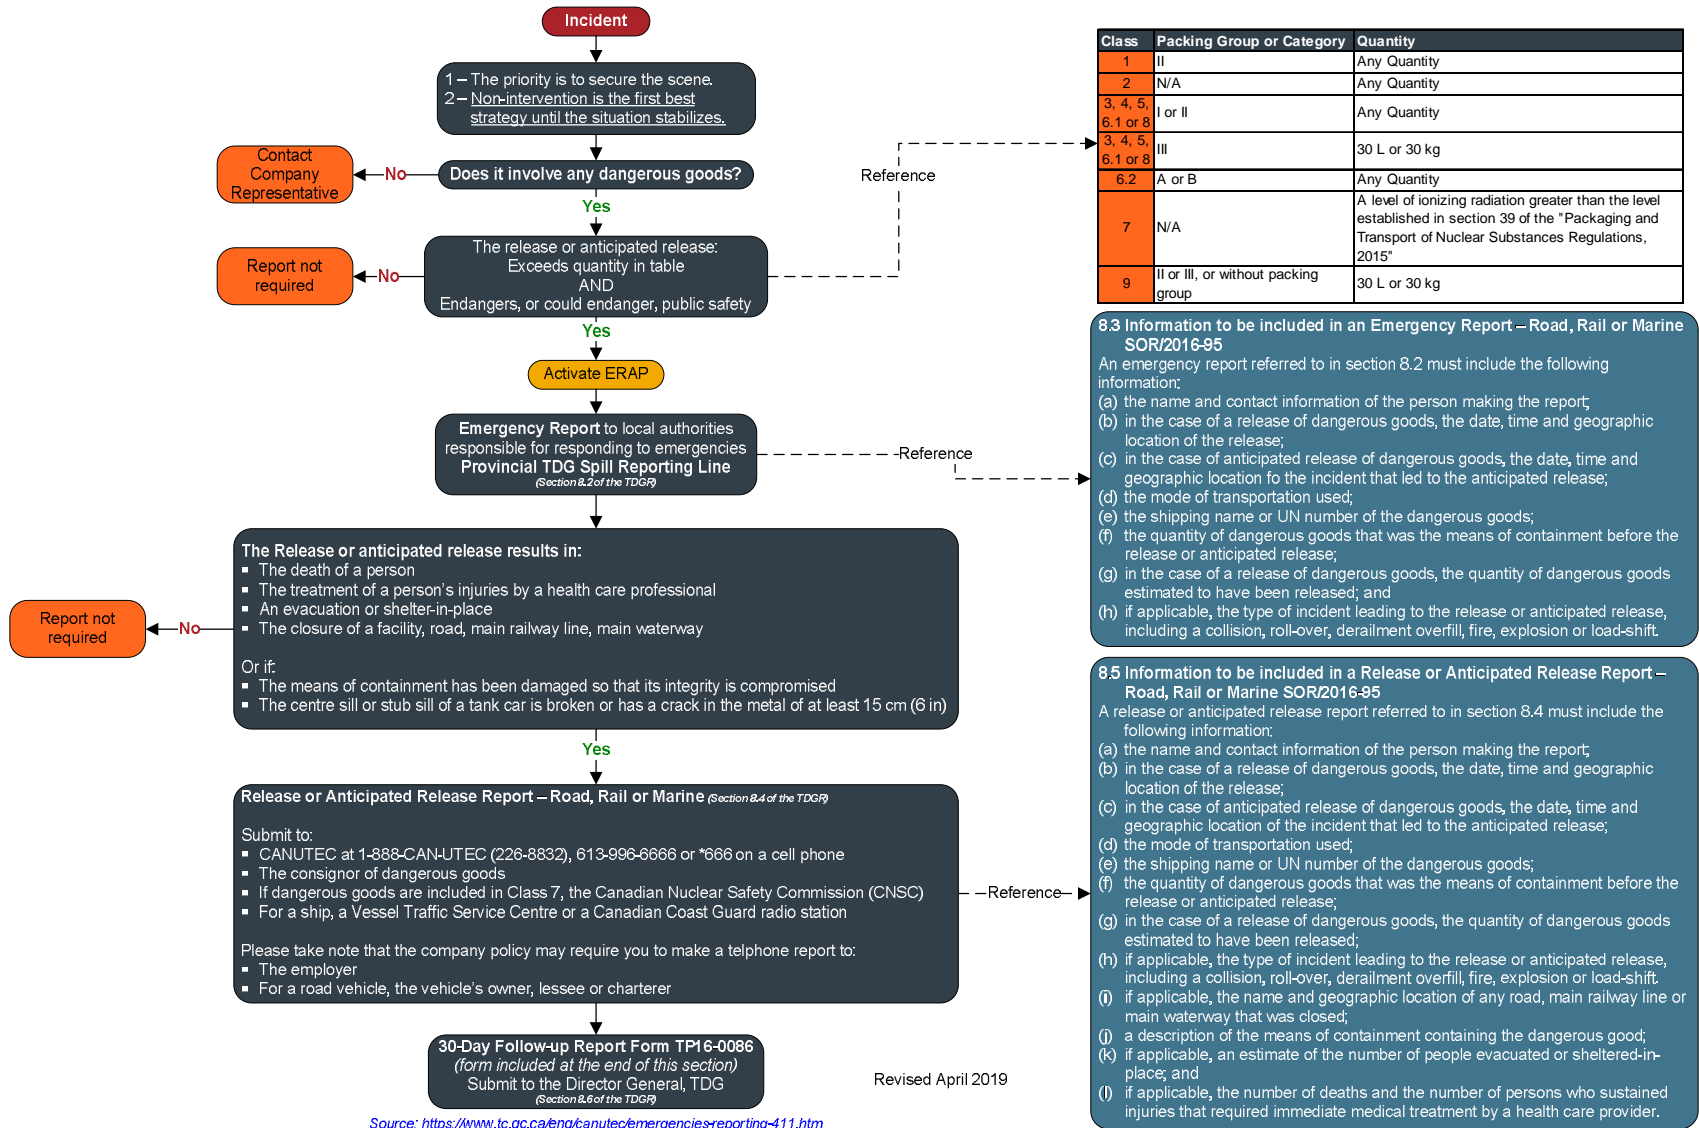 Incident
1 – The priority is to secure the scene.
2 – Non-intervention is the first best
strategy until the situation stabilizes.
Does it involve any dangerous goods?
No
Contact
Company
Representative
Yes
The release or anticipated release:
Exceeds quantity in table
AND
Endangers, or could endanger, public safety
No
Report not
required
Reference
Yes
Activate ERAP
Emergency Report to local authorities
responsible for responding to emergencies
Provincial TDG Spill Reporting Line
(Section 8.2 of the TDGR)
Reference
The Release or anticipated release results in:
▪ The death of a person
▪ The treatment of a person's injuries by a health care professional
▪ An evacuation or shelter-in-place
▪ The closure of a facility, road, main railway line, main waterway
Or if:
▪ The means of containment has been damaged so that its integrity is compromised
▪ The centre sill or stub sill of a tank car is broken or has a crack in the metal of at least 15 cm (6 in)
No
Report not
required
Yes
Release or Anticipated Release Report – Road, Rail or Marine (Section 8.4 of the TDGR)
Submit to:
▪ CANUTEC at 1-888-CAN-UTEC (226-8832), 613-996-6666 or *666 on a cell phone
▪ The consignor of dangerous goods
▪ If dangerous goods are included in Class 7, the Canadian Nuclear Safety Commission (CNSC)
▪ For a ship, a Vessel Traffic Service Centre or a Canadian Coast Guard radio station
Please take note that the company policy may require you to make a telphone report to:
▪ The employer
▪ For a road vehicle, the vehicle's owner, lessee or charterer
Reference
30-Day Follow-up Report Form TP16-0086
(form included at the end of this section)
Submit to the Director General, TDG
(Section 8.6 of the TDGR)
Revised April 2019
Source: https://www.tc.gc.ca/eng/canutec/emergencies-reporting-411.htm
Class Packing Group or Category Quantity
1 II Any Quantity
2 N/A Any Quantity
3, 4, 5,
6.1 or 8 I or II Any Quantity
3, 4, 5,
6.1 or 8 III 30 L or 30 kg
6.2 A or B Any Quantity
7 N/A A level of ionizing radiation greater than the level
established in section 39 of the "Packaging and
Transport of Nuclear Substances Regulations,
2015"
9 II or III, or without packing
group 30 L or 30 kg
8.3 Information to be included in an Emergency Report – Road, Rail or Marine
SOR/2016-95
An emergency report referred to in section 8.2 must include the following
information:
(a) the name and contact information of the person making the report;
(b) in the case of a release of dangerous goods, the date, time and geographic
location of the release;
(c) in the case of anticipated release of dangerous goods, the date, time and
geographic location fo the incident that led to the anticipated release;
(d) the mode of transportation used;
(e) the shipping name or UN number of the dangerous goods;
(f) the quantity of dangerous goods that was the means of containment before the
release or anticipated release;
(g) in the case of a release of dangerous goods, the quantity of dangerous goods
estimated to have been released; and
(h) if applicable, the type of incident leading to the release or anticipated release,
including a collision, roll-over, derailment overfill, fire, explosion or load-shift.
8.5 Information to be included in a Release or Anticipated Release Report –
Road, Rail or Marine SOR/2016-95
A release or anticipated release report referred to in section 8.4 must include the
following information:
(a) the name and contact information of the person making the report;
(b) in the case of a release of dangerous goods, the date, time and geographic
location of the release;
(c) in the case of anticipated release of dangerous goods, the date, time and
geographic location of the incident that led to the anticipated release;
(d) the mode of transportation used;
(e) the shipping name or UN number of the dangerous goods;
(f) the quantity of dangerous goods that was the means of containment before the
release or anticipated release;
(g) in the case of a release of dangerous goods, the quantity of dangerous goods
estimated to have been released;
(h) if applicable, the type of incident leading to the release or anticipated release,
including a collision, roll-over, derailment overfill, fire, explosion or load-shift.
(i) if applicable, the name and geographic location of any road, main railway line or
main waterway that was closed;
(j) a description of the means of containment containing the dangerous good;
(k) if applicable, an estimate of the number of people evacuated or sheltered-in-
place; and
(l) if applicable, the number of deaths and the number of persons who sustained
injuries that required immediate medical treatment by a health care provider.